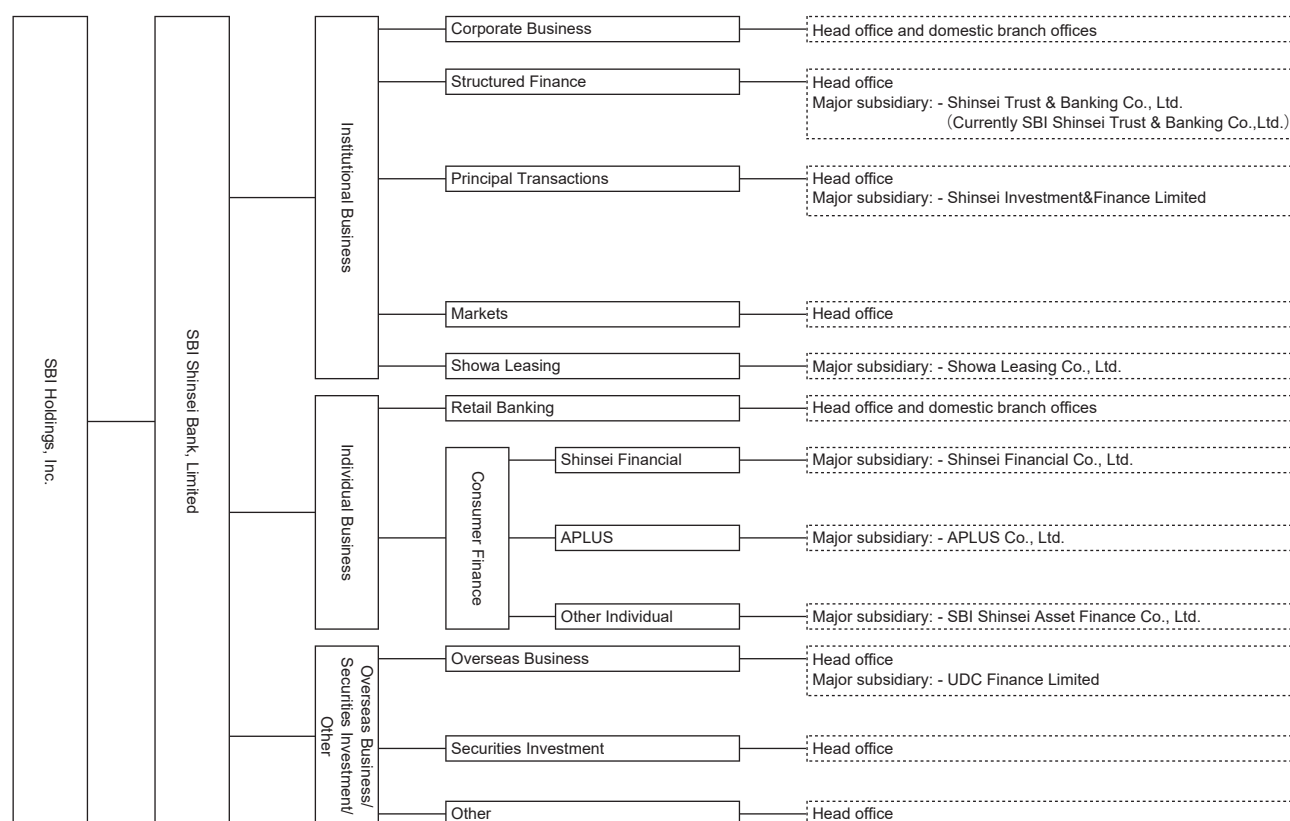 SBI Holdings, Inc.
SBI Shinsei Bank, Limited
Institutional Business
Corporate Business
Head office and domestic branch offices
Structured Finance
Head office
Major subsidiary: - Shinsei Trust & Banking Co., Ltd.
（Currently SBI Shinsei Trust & Banking Co.,Ltd.）
Principal Transactions
Head office
Major subsidiary: - Shinsei Investment&Finance Limited
Markets
Head office
Showa Leasing
Major subsidiary: - Showa Leasing Co., Ltd.
Individual Business
Retail Banking
Head office and domestic branch offices
Consumer Finance
Shinsei Financial
Major subsidiary: - Shinsei Financial Co., Ltd.
APLUS
Major subsidiary: - APLUS Co., Ltd.
Other Individual
Major subsidiary: - SBI Shinsei Asset Finance Co., Ltd.
Overseas Business/
Securities Investment/
Other
Overseas Business
Head office
Major subsidiary: - UDC Finance Limited
Securities Investment
Head office
Other
Head office